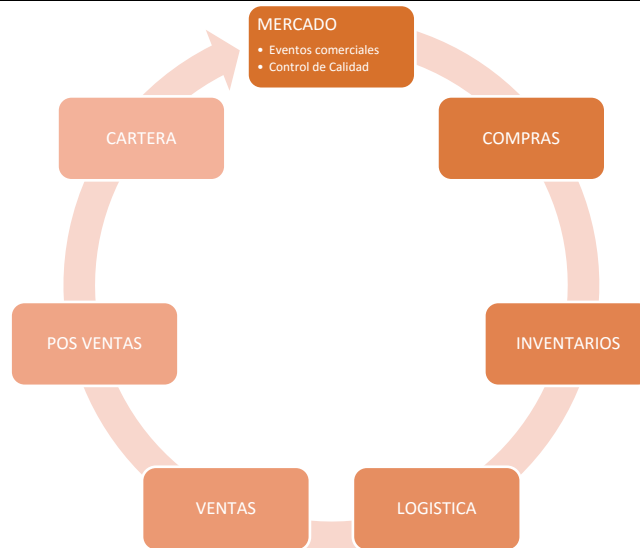 MERCADO
• Eventos comerciales
• Control de Calidad
COMPRAS
INVENTARIOS
LOGISTICA
VENTAS
POS VENTAS
CARTERA